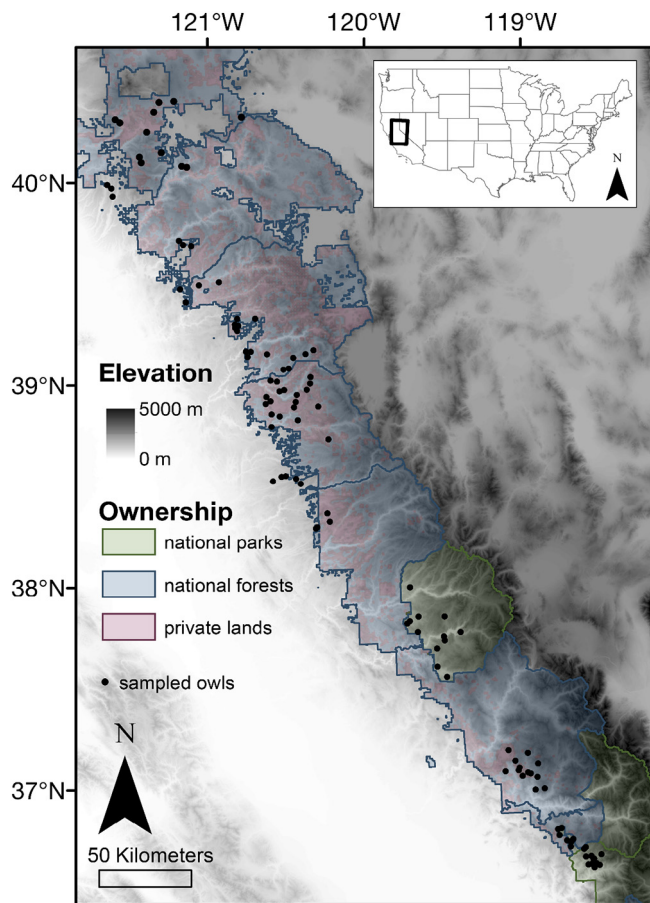 121°W
120°W
119°W
N
40°N
39°N
Elevation
5000 m
0 m
Ownership
national parks
national forests
private lands
38°N
sampled owls
N
37°N
50 Kilometers